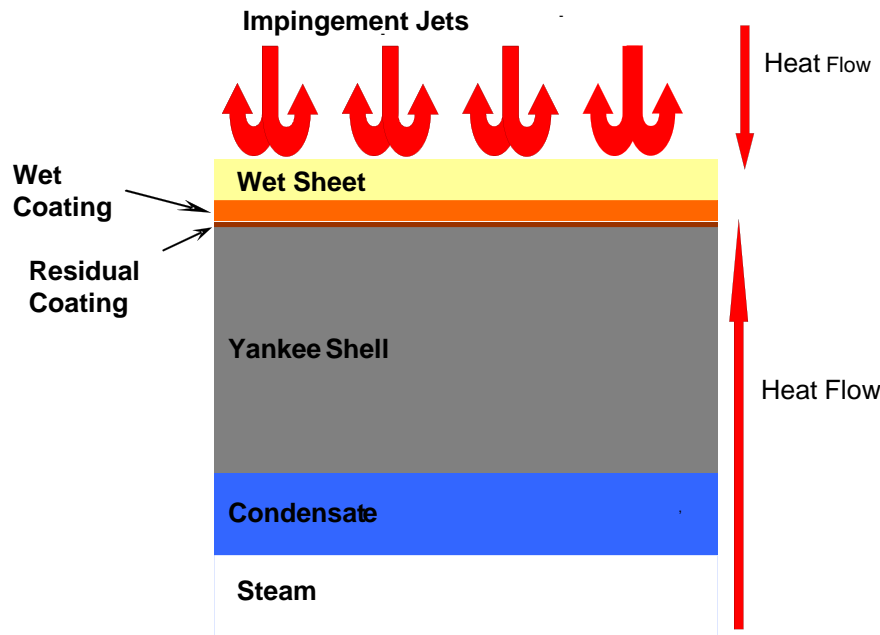 Impingement Jets
Heat Flow
Wet Sheet
Wet
Coating
Residual
Coating
Yankee Shell
Heat Flow
Condensate
Steam